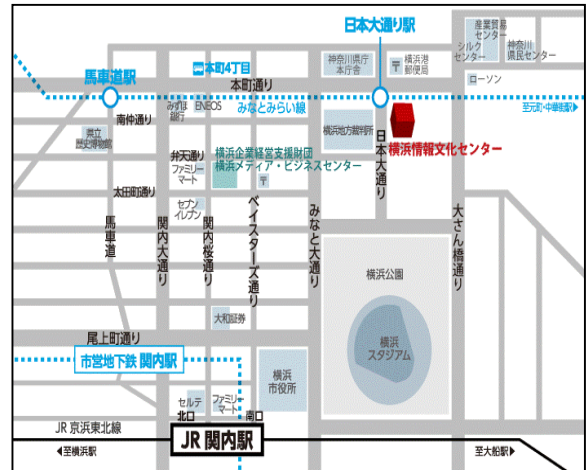 日本大通り駅
産業貿易
センター
シルク
センター
神奈川
県民センター
神奈川県庁
本庁舎
〒
横浜港
郵便局
ローソン
馬車道駅
本町4丁目
本町通り
みなとみらい線
至元町・中華街駅
みずほ
銀行
ENEOS
南仲通り
県立
歴史博物館
横浜地方裁判所
日本大通り
横浜情報文化センター
弁天通り
ファミリー
マート
横浜企業経営支援財団
横浜メディア・ビジネスセンター
〒
太田町通り
セブン
イレブン
馬車道
関内大通り
関内桜通り
ベイスターズ通り
みなと大通り
大さん橋通り
横浜公園
横浜
スタジアム
大和証券
尾上町通り
市営地下鉄 関内駅
横浜
市役所
セルテ
ファミリー
マート
北口
南口
JR 京浜東北線
JR 関内駅
至横浜駅
至大船駅